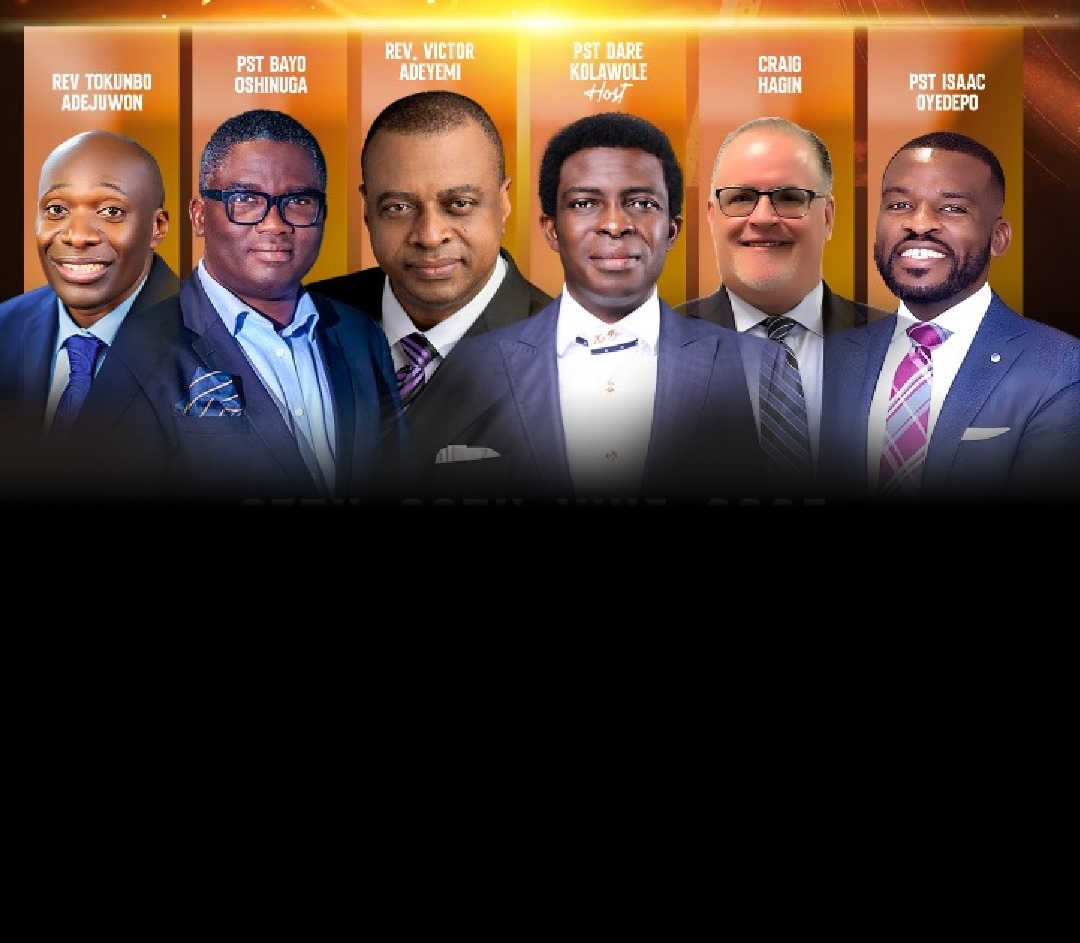 REV TOKUNBO
ADEJUWON
PST BAYO
OSHINUGA
REV. VICTOR
ADEYEMI
PST DARE
KOLAWOLE
Host
CRAIG
HAGIN
PST ISAAC
OYEDEPO